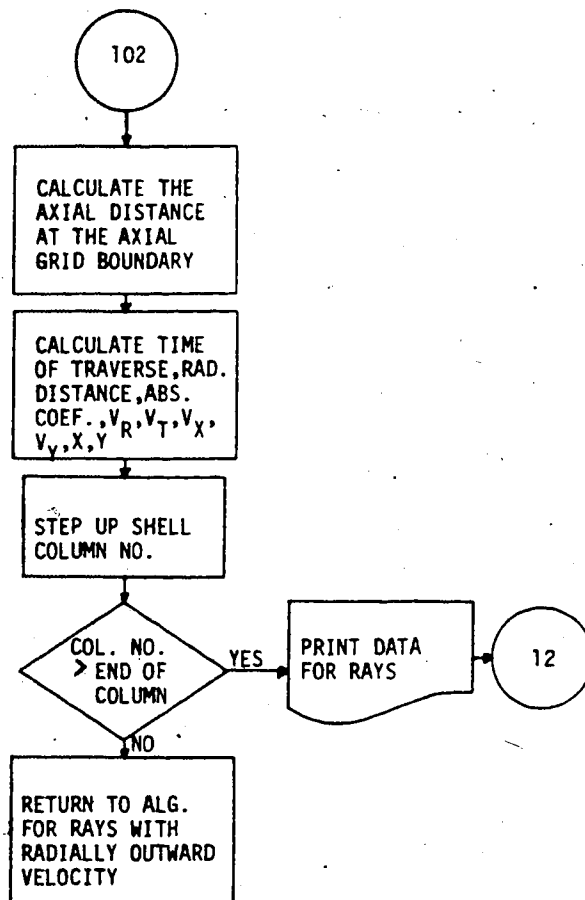 102
CALCULATE THE
AXIAL DISTANCE
AT THE AXIAL
GRID BOUNDARY
CALCULATE TIME
OF TRAVERSE,RAD.
DISTANCE,ABS.
COEF.,V_R,V_T,V_X,
V_Y,X,Y
STEP UP SHELL
COLUMN NO.
COL. NO.
> END OF
COLUMN
YES
PRINT DATA
FOR RAYS
12
NO
RETURN TO ALG.
FOR RAYS WITH
RADIALLY OUTWARD
VELOCITY